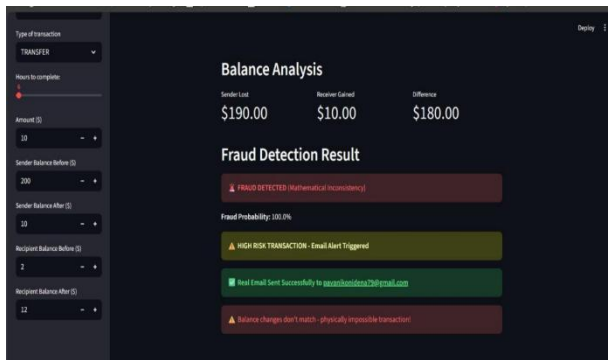 Deploy
Type of transaction
TRANSFER
Hours to complete:
Amount ($)
10
Sender Balance Before ($)
200
Sender Balance After ($)
10
Recipient Balance Before ($)
2
Recipient Balance After ($)
12
Balance Analysis
Sender Lost Receiver Gained Difference
$190.00 $10.00 $180.00
Fraud Detection Result
FRAUD DETECTED (Mathematical Inconsistency)
Fraud Probability: 100.0%
HIGH RISK TRANSACTION - Email Alert Triggered
Real Email Sent Successfully to pavanikonidena79@gmail.com
Balance changes don't match - physically impossible transaction!